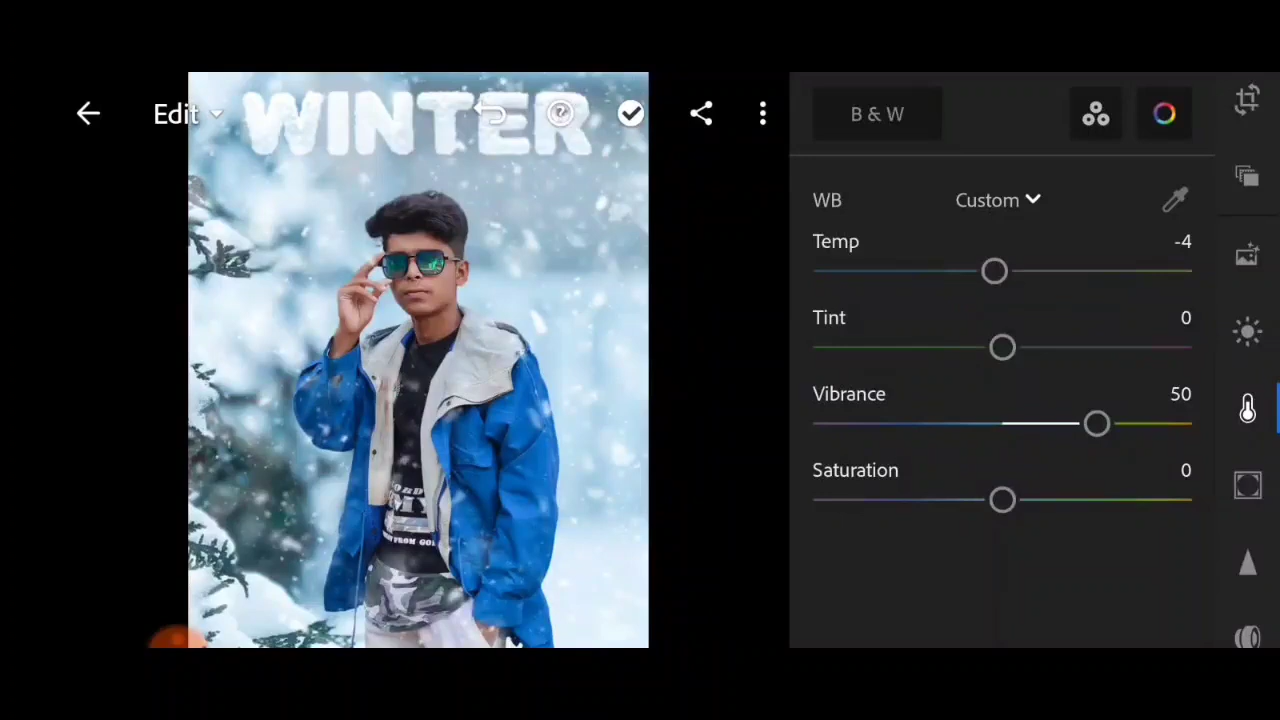 Edit
WINTER
B & W
WB Custom
Temp -4
Tint 0
Vibrance 50
Saturation 0